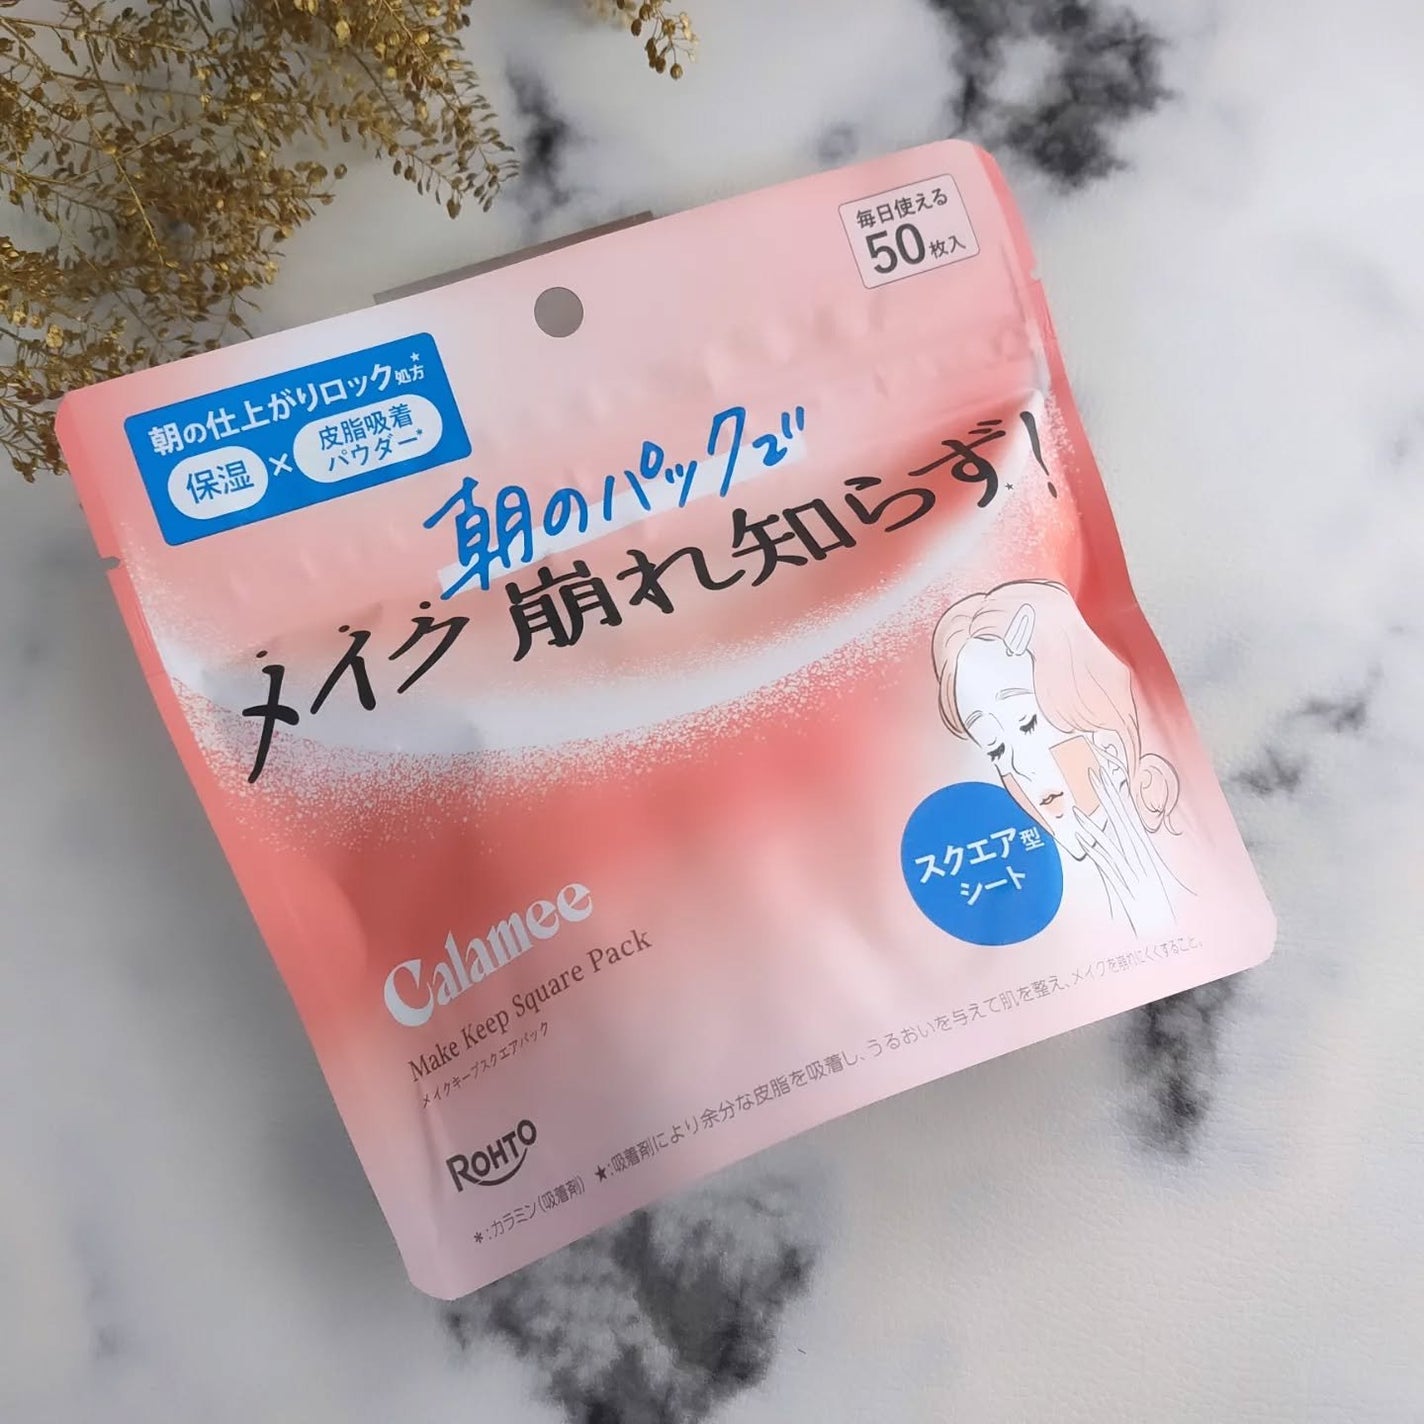 毎日使える
50枚入
朝の仕上がりロック処方★
保湿×皮脂吸着パウダー*
朝のパックで
メイク崩れ知らず★!
スクエア型
シート
Calamee
Make Keep Square Pack
メイクキープスクエアパック
ROHTO
*:カラミン(吸着剤) ★:吸着剤により余分な皮脂を吸着し、うるおいを与えて肌を整え、メイクを崩れにくくすること。